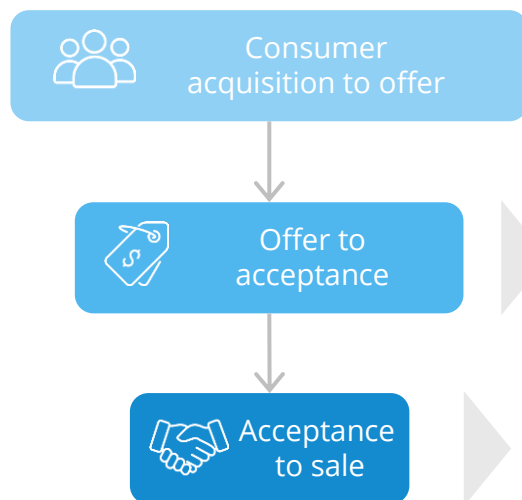 Consumer
acquisition to offer
Offer to
acceptance
Acceptance
to sale